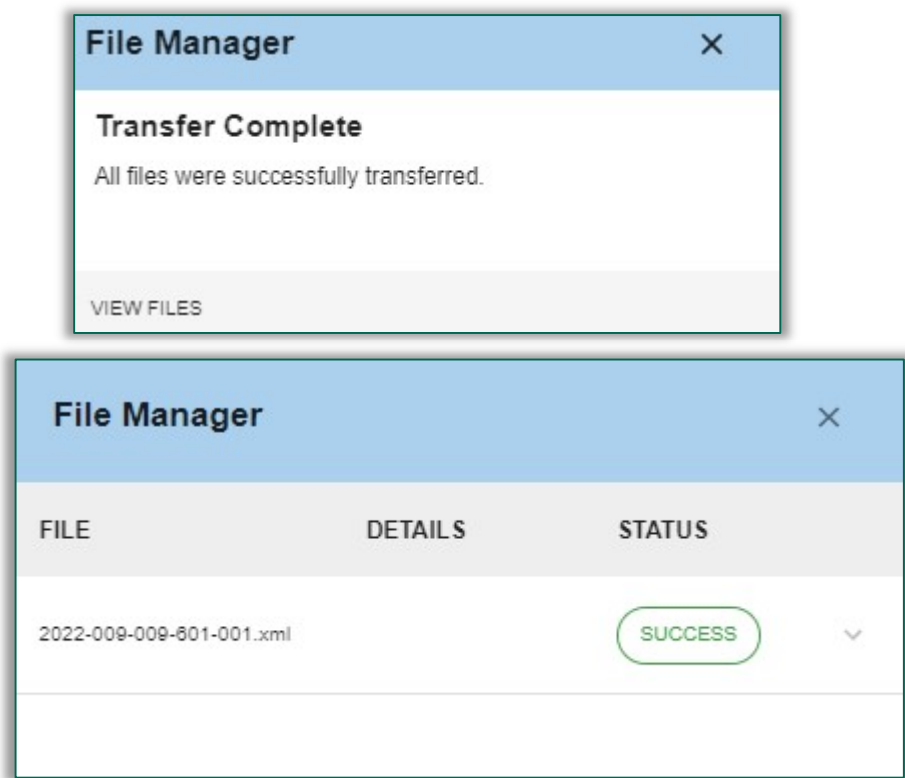 File Manager
Transfer Complete
All files were successfully transferred.
VIEW FILES
File Manager
FILE DETAILS STATUS
2022-009-009-601-001.xml SUCCESS